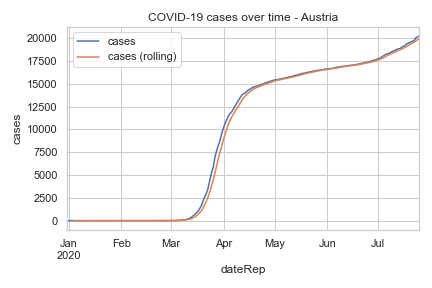 COVID-19 cases over time - Austria
cases
cases (rolling)
20000
17500
15000
12500
10000
7500
5000
2500
0
cases
Jan Feb Mar Apr May Jun Jul
2020
dateRep